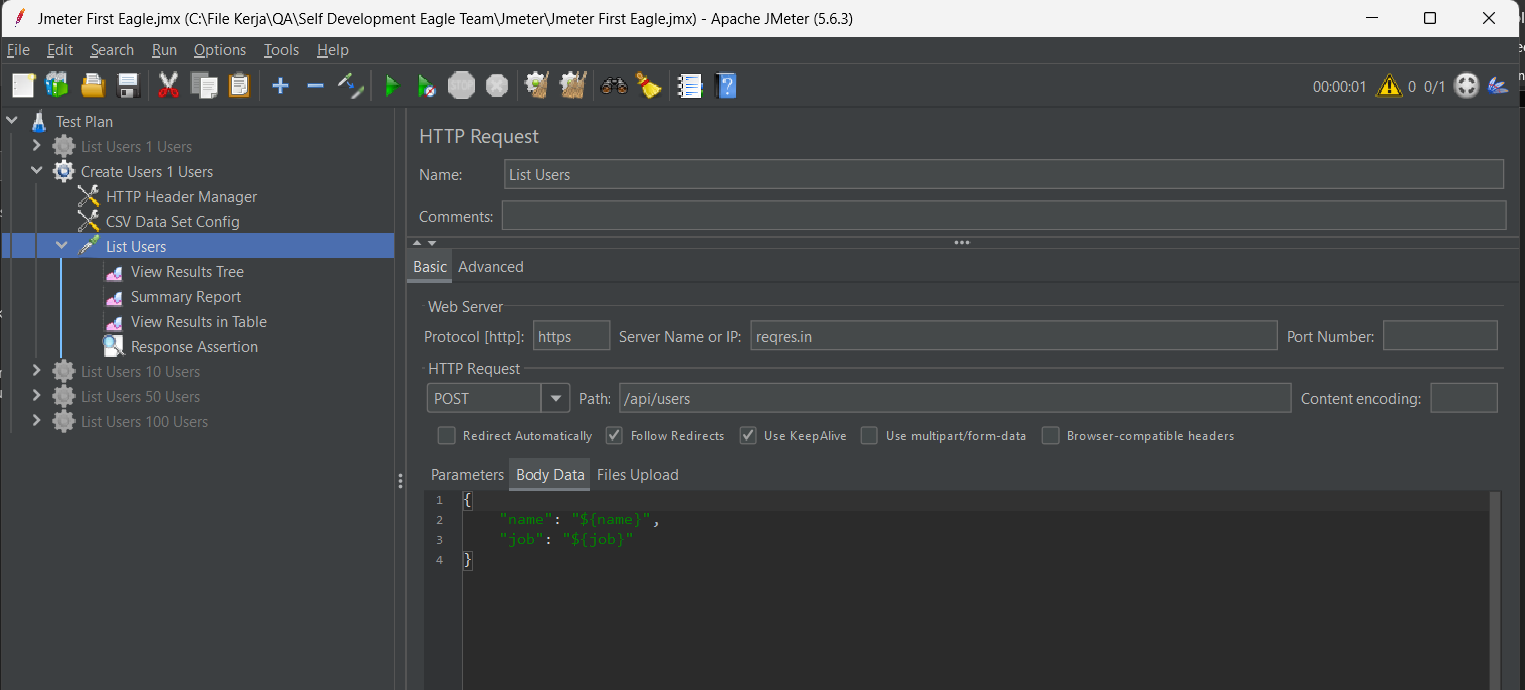 Jmeter First Eagle.jmx (C:\File Kerja\QA\Self Development Eagle Team\Jmeter\Jmeter First Eagle.jmx) - Apache JMeter (5.6.3)
File Edit Search Run Options Tools Help
STOP 00:00:01 0 0/1
Test Plan
List Users 1 Users
Create Users 1 Users
HTTP Header Manager
CSV Data Set Config
List Users
View Results Tree
Summary Report
View Results in Table
Response Assertion
List Users 10 Users
List Users 50 Users
List Users 100 Users
HTTP Request
Name: List Users
Comments:
Basic Advanced
Web Server
Protocol [http]: https Server Name or IP: reqres.in Port Number:
HTTP Request
POST Path: /api/users Content encoding:
Redirect Automatically Follow Redirects Use KeepAlive Use multipart/form-data Browser-compatible headers
Parameters Body Data Files Upload
1 {
2 "name": "${name}",
3 "job": "${job}"
4 }